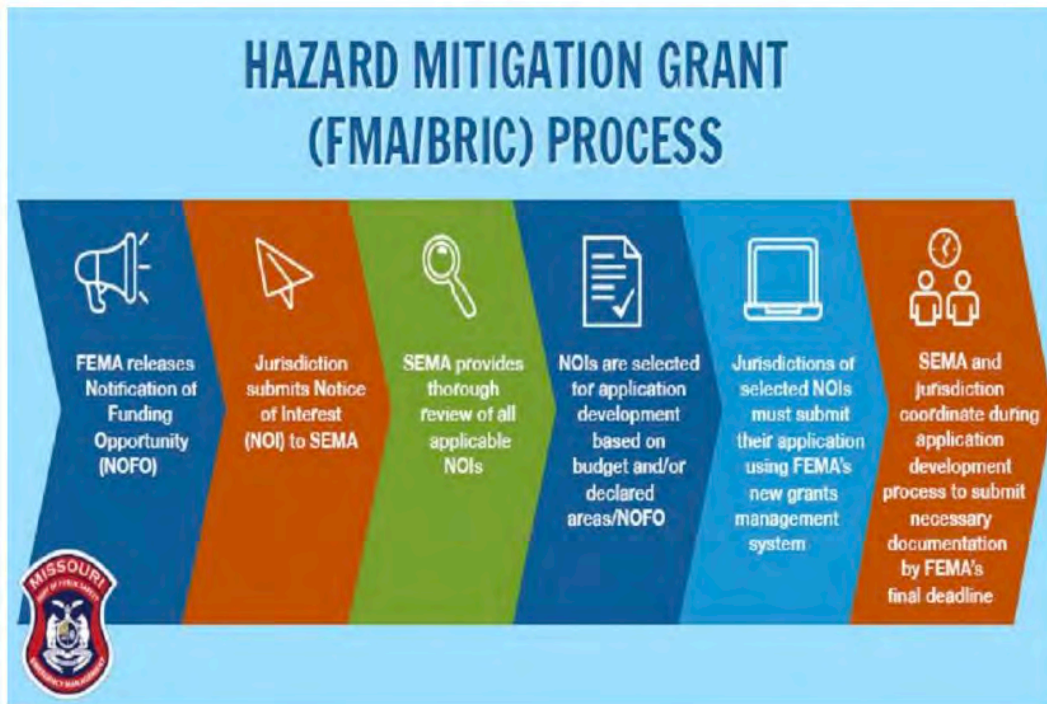 HAZARD MITIGATION GRANT
(FMA/BRIC) PROCESS
FEMA releases
Notification of
Funding
Opportunity
(NOFO)
Jurisdiction
submits Notice
of Interest
(NOI) to SEMA
SEMA provides
thorough
review of all
applicable
NOIs
NOIs are selected
for application
development
based on
budget and/or
declared
areas/NOFO
Jurisdictions of
selected NOIs
must submit
their application
using FEMA's
new grants
management
system
SEMA and
jurisdiction
coordinate during
application
development
process to submit
necessary
documentation
by FEMA's
final deadline
MISSOURI
EMERGENCY MANAGEMENT